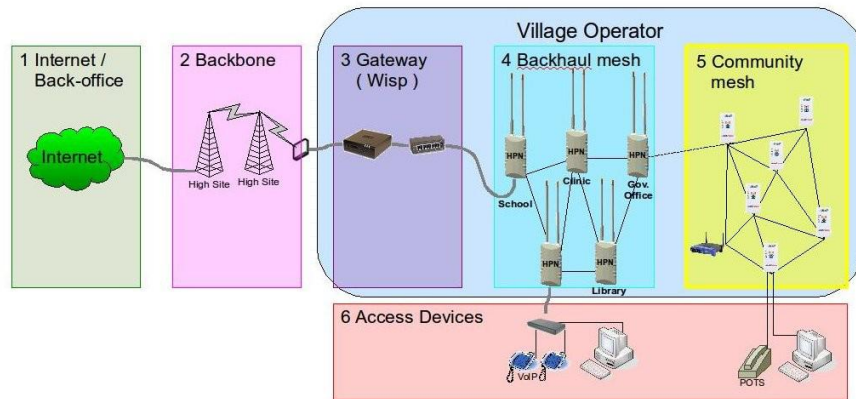 Village Operator
1 Internet /
Back-office
Internet
2 Backbone
High Site
High Site
3 Gateway
( Wisp )
4 Backhaul mesh
HPN
School
HPN
Clinic
HPN
Gov.
Office
HPN
HPN
Library
5 Community
mesh
6 Access Devices
VoIP
POTS